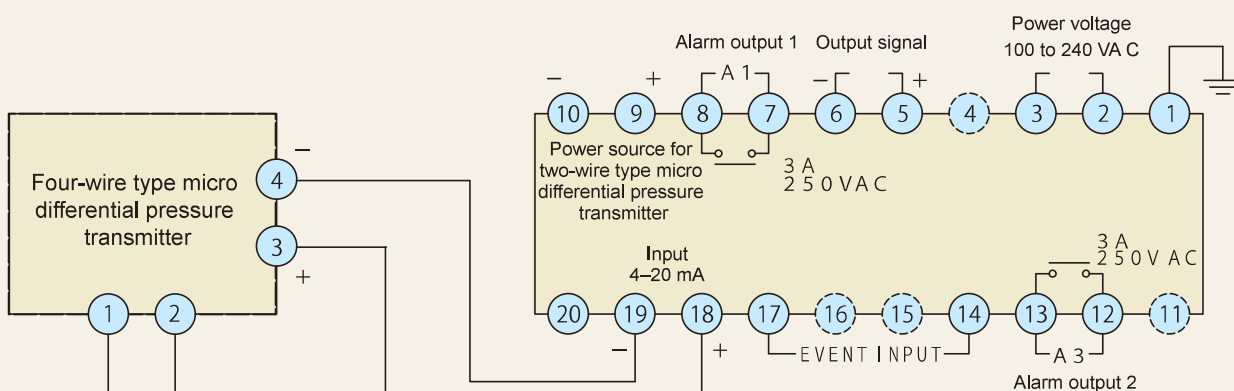 Power voltage
100 to 240 VA C
Alarm output 1
Output signal
A 1
- + - +
10 9 8 7 6 5 4 3 2 1
Four-wire type micro
differential pressure
transmitter
-
4
3
+
1 2
Power source for
two-wire type micro
differential pressure
transmitter
3 A
2 5 0 V A C
Input
4–20 mA
3 A
2 5 0 V A C
20 19 18 17 16 15 14 13 12 11
- +
E V E N T I N P U T
A 3
Alarm output 2